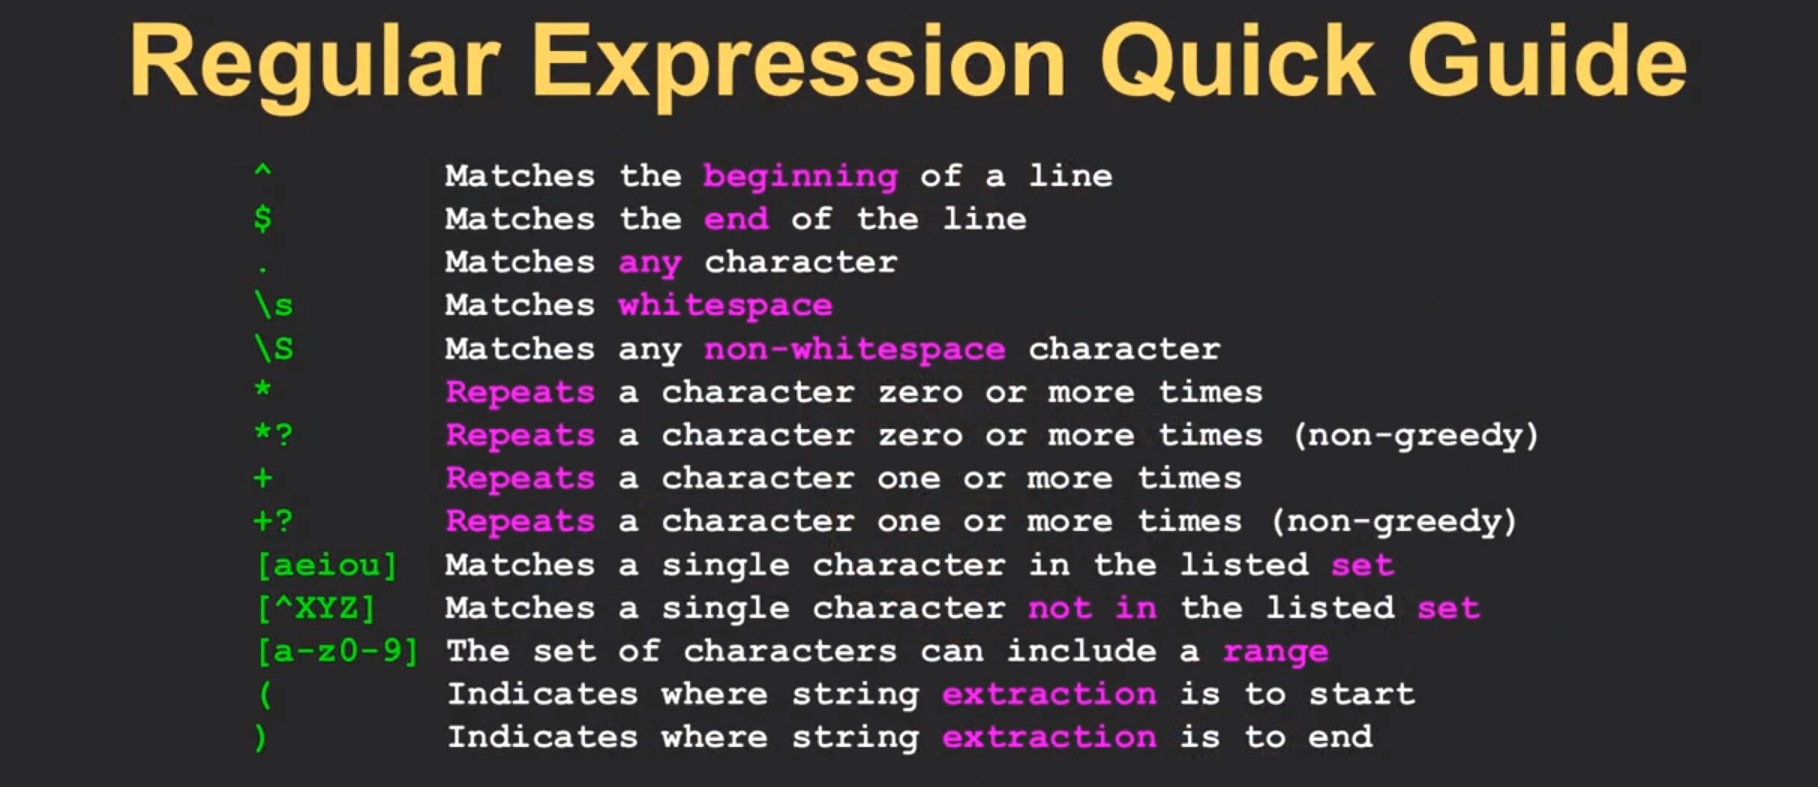 Regular Expression Quick Guide
^ Matches the beginning of a line
$ Matches the end of the line
. Matches any character
\s Matches whitespace
\S Matches any non-whitespace character
* Repeats a character zero or more times
*? Repeats a character zero or more times (non-greedy)
+ Repeats a character one or more times
+? Repeats a character one or more times (non-greedy)
[aeiou] Matches a single character in the listed set
[^XYZ] Matches a single character not in the listed set
[a-z0-9] The set of characters can include a range
( Indicates where string extraction is to start
) Indicates where string extraction is to end